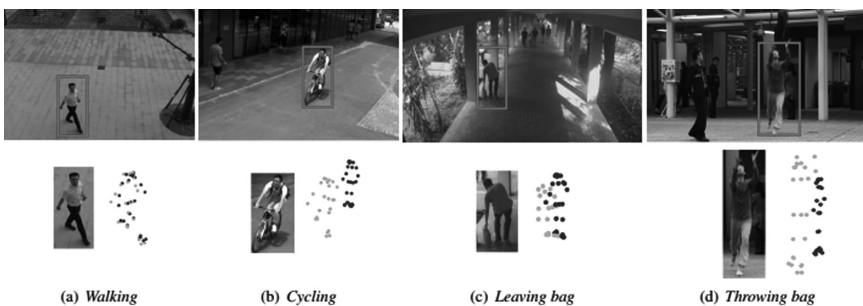 (a) Walking
(b) Cycling
(c) Leaving bag
(d) Throwing bag